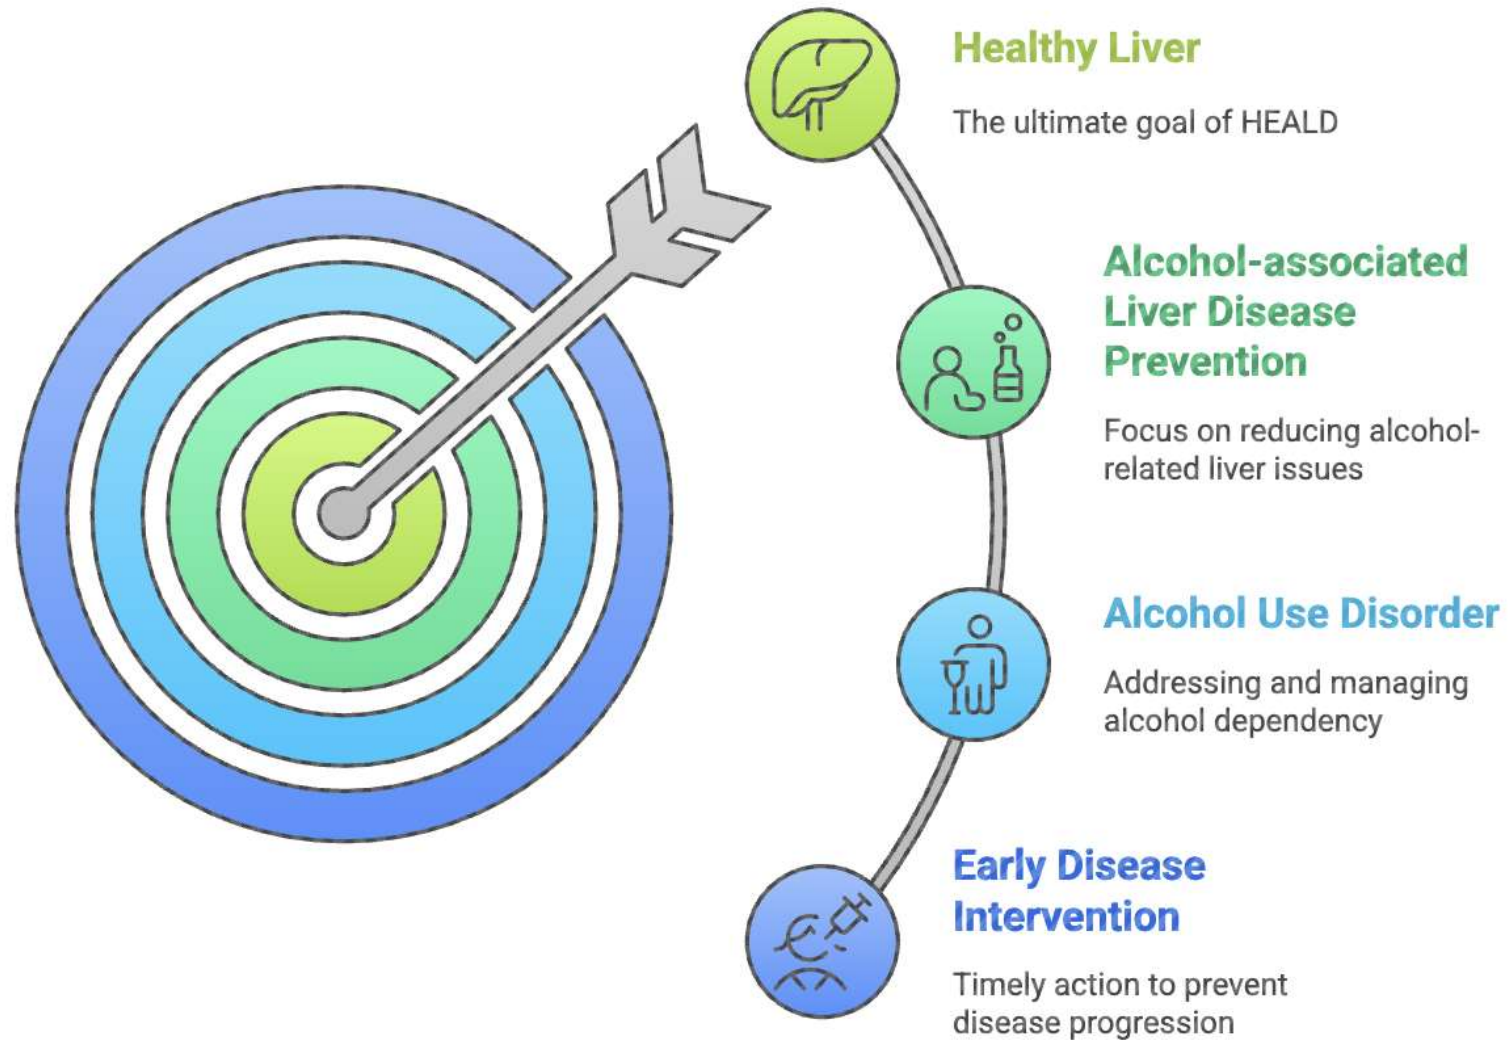 Healthy Liver
The ultimate goal of HEALD
Alcohol-associated
Liver Disease
Prevention
Focus on reducing alcohol-
related liver issues
Alcohol Use Disorder
Addressing and managing
alcohol dependency
Early Disease
Intervention
Timely action to prevent
disease progression